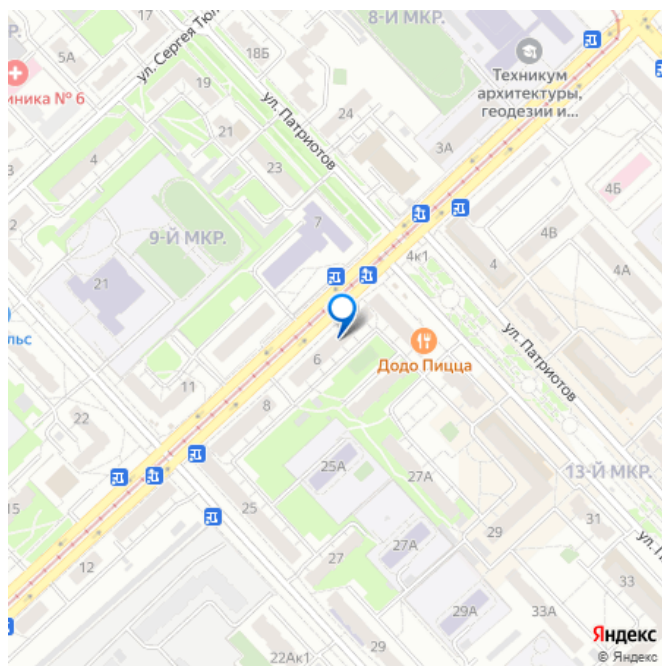 17
8-Й МКР.
5А
18Б
ул. Сергея Тюл
19
Техникум
архитектуры,
геодезии и...
иника № 6
ул. Патриотов
24
21
3А
4
23
4Б
7
4В
2
9-Й МКР.
4к1
4
4А
21
ул. Патриотов
льс
6
Додо Пицца
11
8
22
25А
27А
13-Й МКР.
15
25
29
31
27А
27
ул. П
12
33
29А
33А
29
22Ак1
Яндекс
© Яндекс